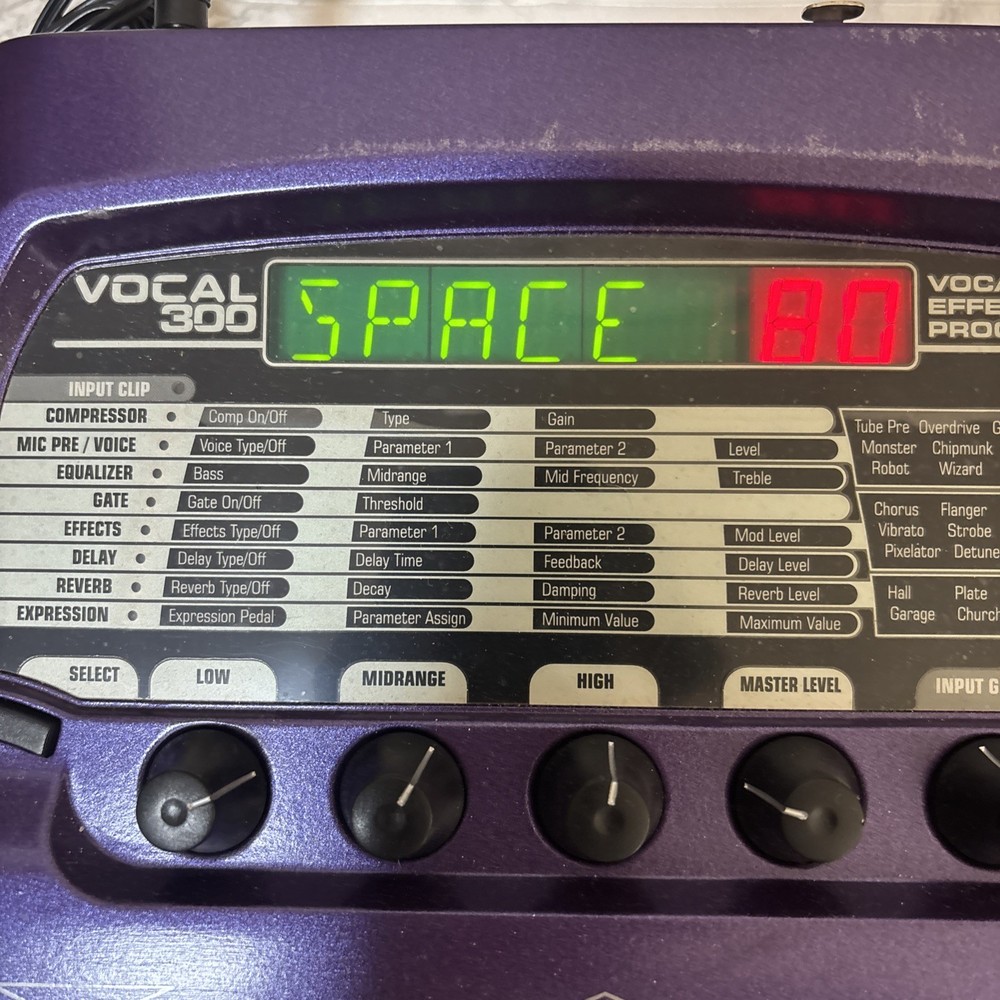 VOCAL
300
SPACE 80
VOCA
EFFE
PROC
INPUT CLIP
COMPRESSOR Comp On/Off Type Gain
MIC PRE / VOICE Voice Type/Off Parameter 1 Parameter 2 Level
EQUALIZER Bass Midrange Mid Frequency Treble
GATE Gate On/Off Threshold
EFFECTS Effects Type/Off Parameter 1 Parameter 2 Mod Level
DELAY Delay Type/Off Delay Time Feedback Delay Level
REVERB Reverb Type/Off Decay Damping Reverb Level
EXPRESSION Expression Pedal Parameter Assign Minimum Value Maximum Value
Tube Pre Overdrive G
Monster Chipmunk
Robot Wizard
Chorus Flanger
Vibrato Strobe
Pixelator Detune
Hall Plate
Garage Church
SELECT LOW MIDRANGE HIGH MASTER LEVEL INPUT G